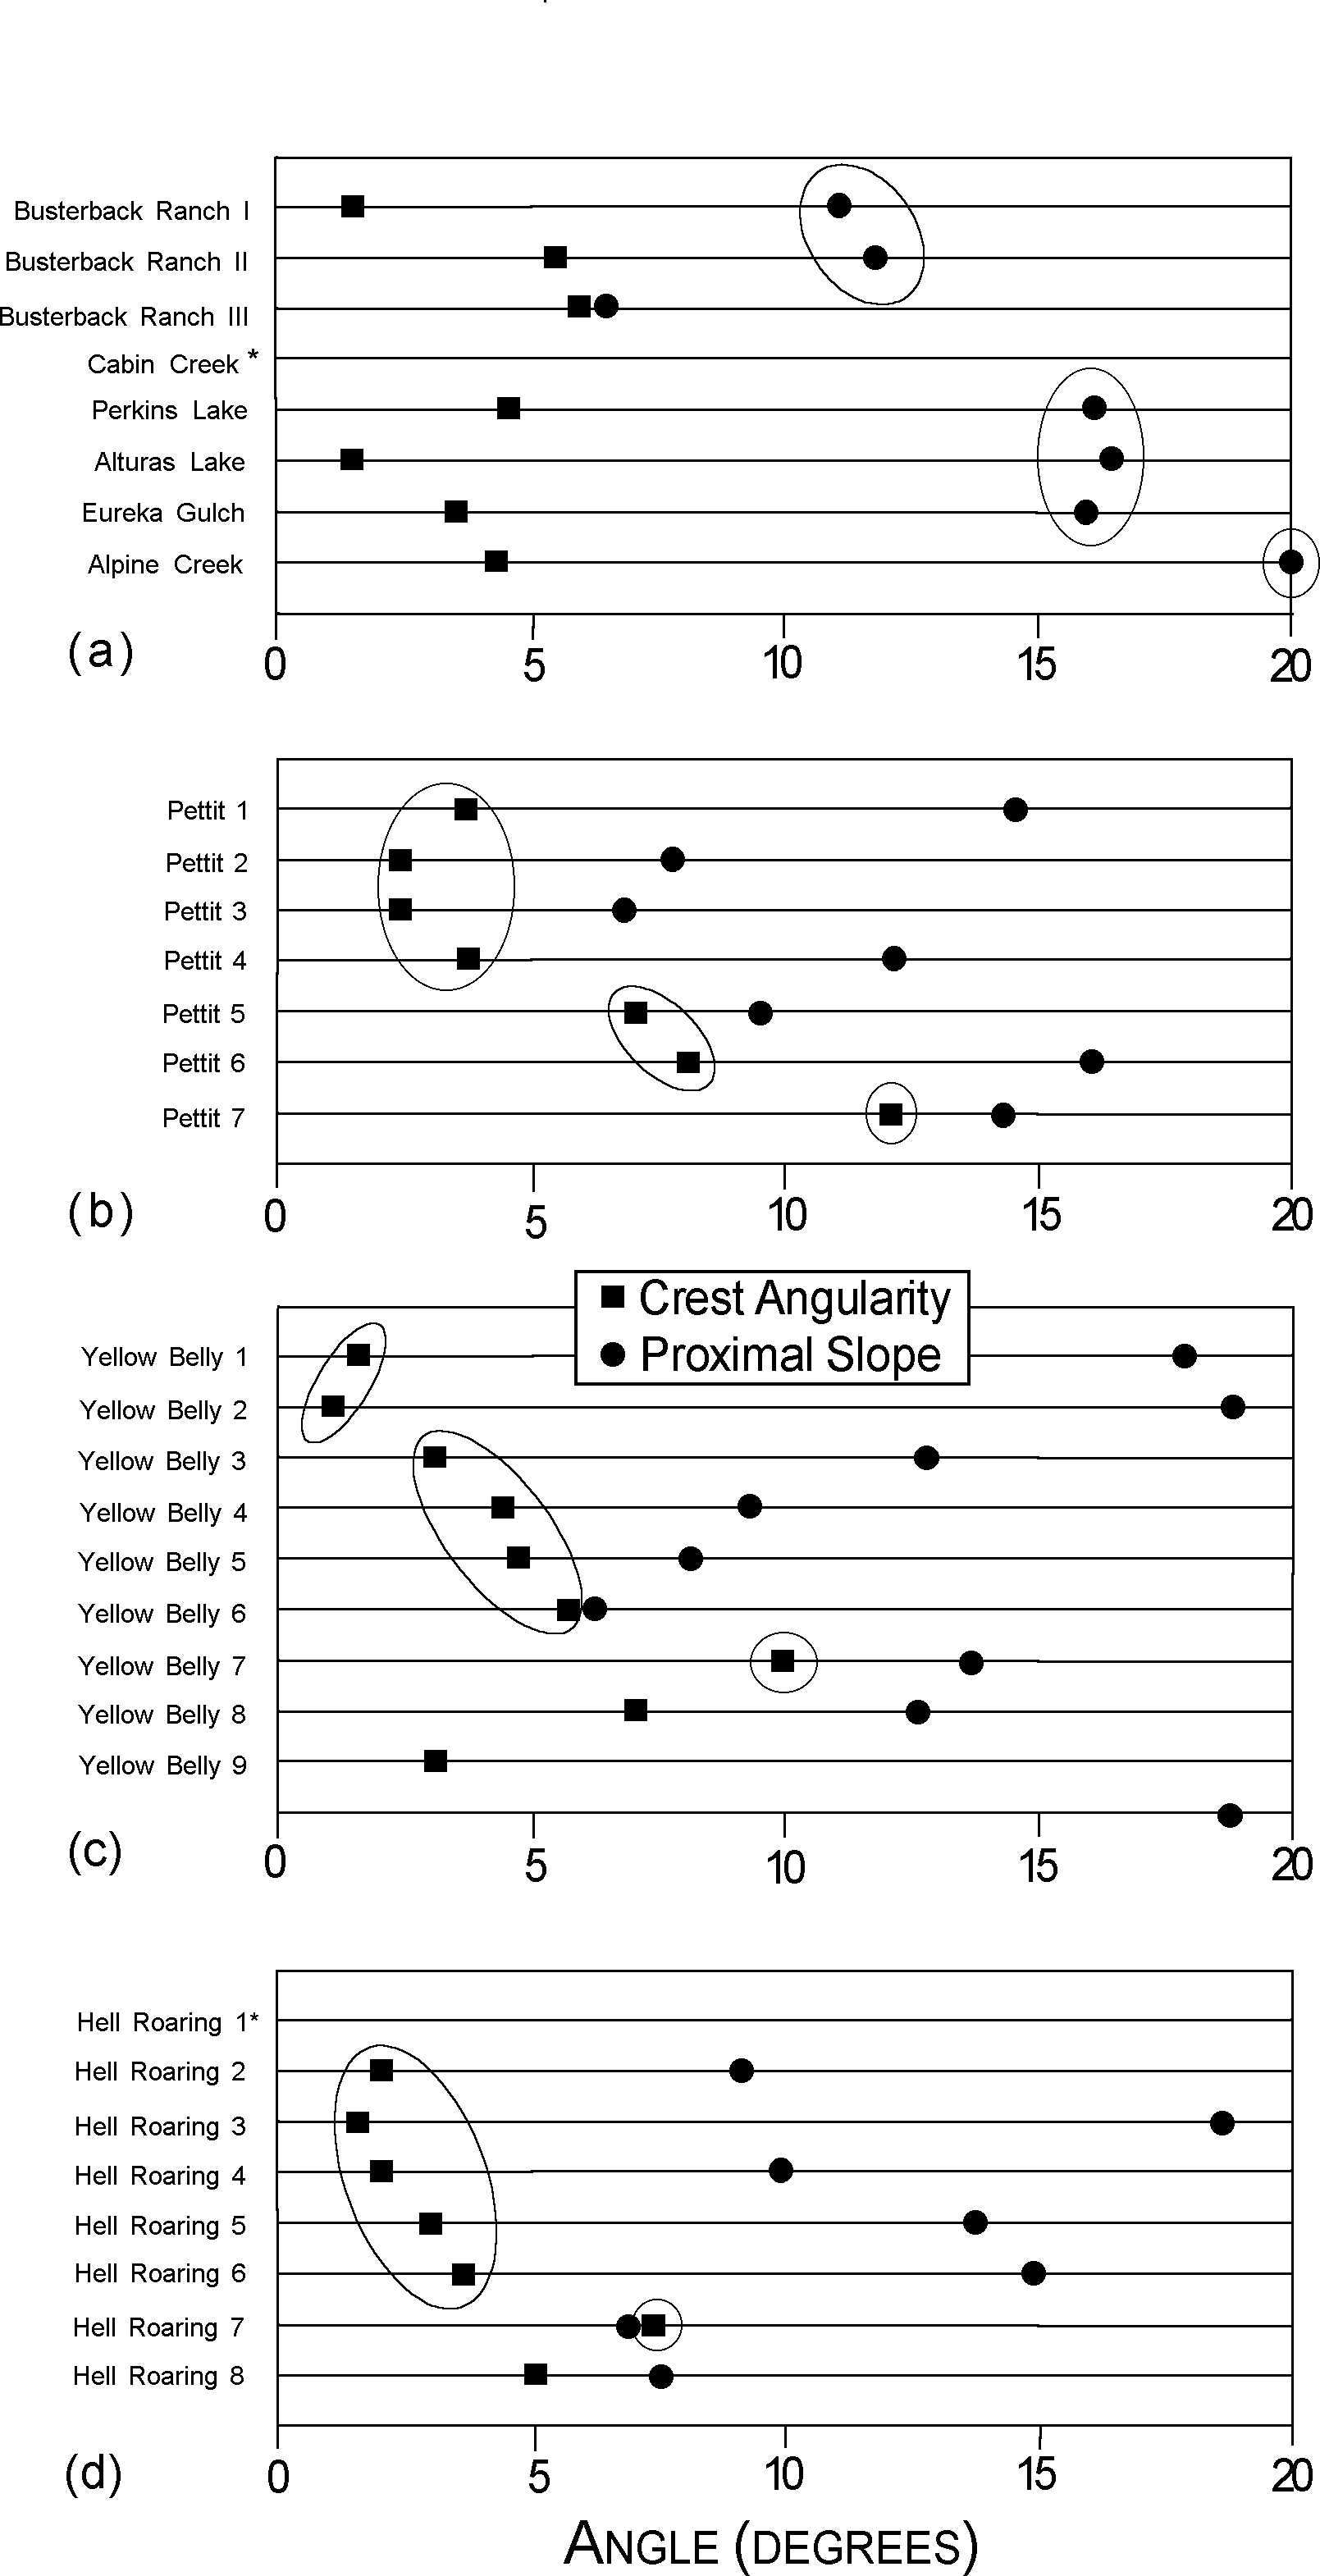 Busterback Ranch I
Busterback Ranch II
Busterback Ranch III
Cabin Creek *
Perkins Lake
Alturas Lake
Eureka Gulch
Alpine Creek
(a)
0 5 10 15 20
Pettit 1
Pettit 2
Pettit 3
Pettit 4
Pettit 5
Pettit 6
Pettit 7
(b)
0 5 10 15 20
Crest Angularity
Proximal Slope
Yellow Belly 1
Yellow Belly 2
Yellow Belly 3
Yellow Belly 4
Yellow Belly 5
Yellow Belly 6
Yellow Belly 7
Yellow Belly 8
Yellow Belly 9
(c)
0 5 10 15 20
Hell Roaring 1*
Hell Roaring 2
Hell Roaring 3
Hell Roaring 4
Hell Roaring 5
Hell Roaring 6
Hell Roaring 7
Hell Roaring 8
(d)
0 5 10 15 20
ANGLE (DEGREES)